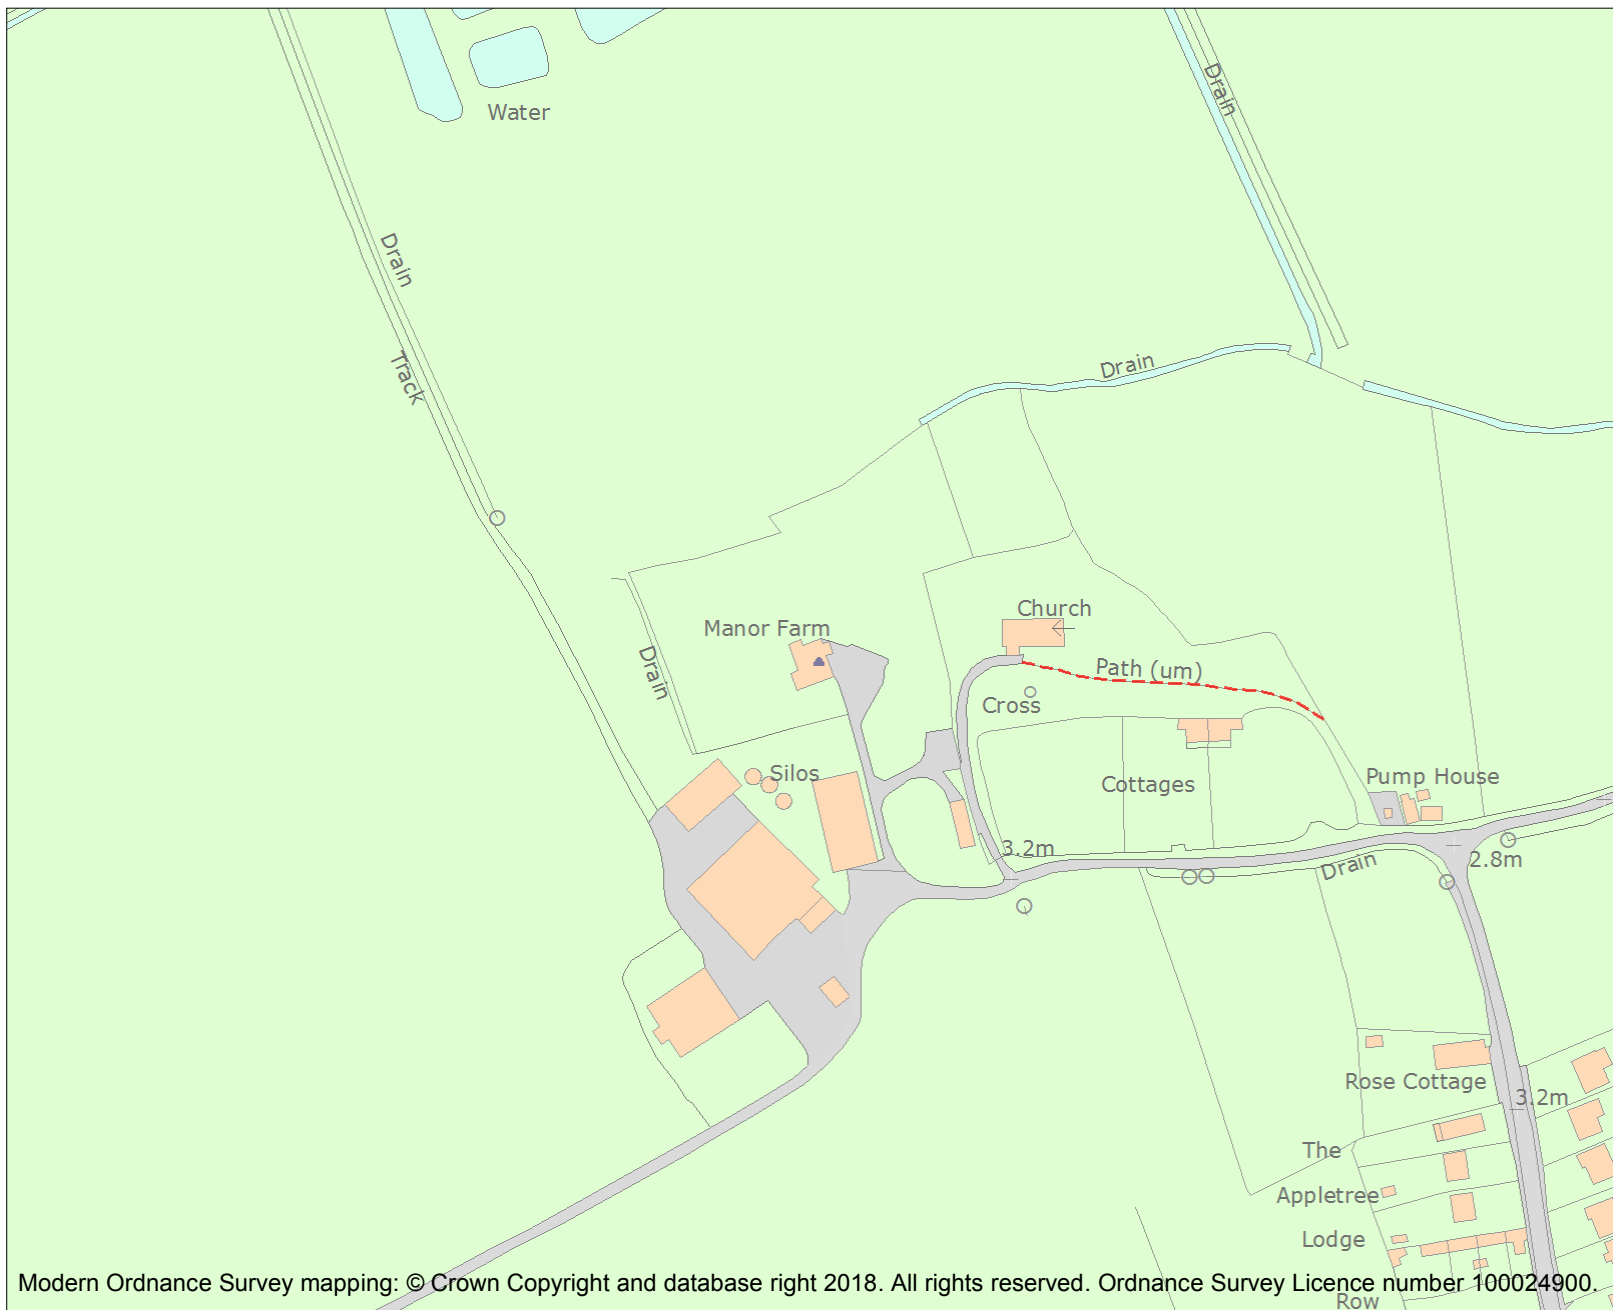 Drain
Water
Drain
Track
Drain
Church
Manor Farm
Path (um)
Drain
Cross
Silos
Pump House
Cottages
3.2m
Drain
2.8m
Rose Cottage
3.2m
The
Appletree
Lodge
Modern Ordnance Survey mapping: © Crown Copyright and database right 2018. All rights reserved. Ordnance Survey Licence number 100024900.
Row